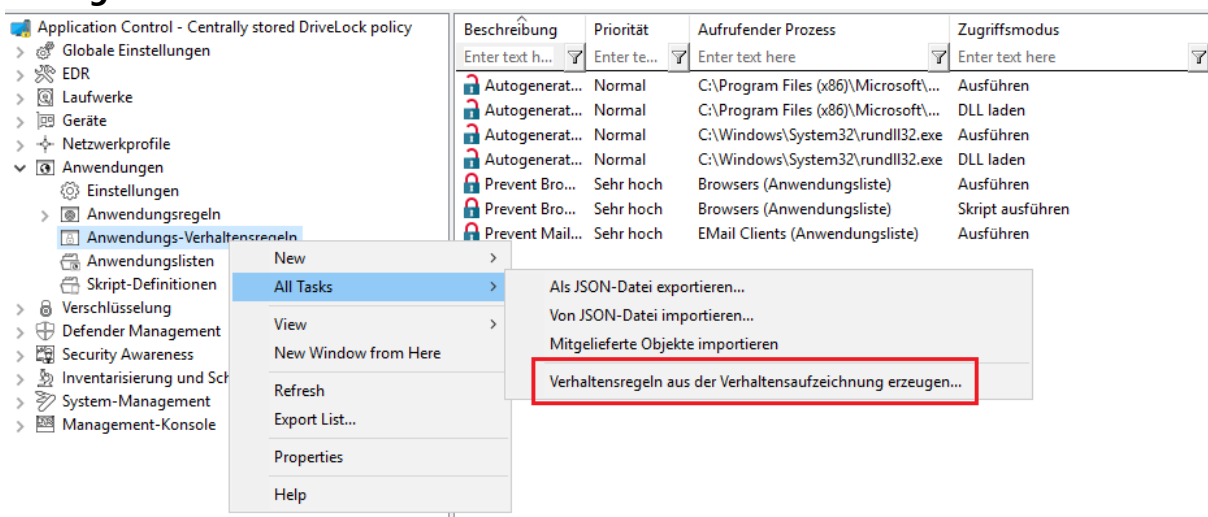 Application Control - Centrally stored DriveLock policy
Globale Einstellungen
EDR
Laufwerke
Geräte
Netzwerkprofile
Anwendungen
Einstellungen
Anwendungsregeln
Anwendungs-Verhaltensregeln
Anwendungslisten
Skript-Definitionen
Verschlüsselung
Defender Management
Security Awareness
Inventarisierung und Sch
System-Management
Management-Konsole
Beschreibung Priorität Aufrufender Prozess Zugriffsmodus
Enter text h... Enter te... Enter text here Enter text here
Autogenerat... Normal C:\Program Files (x86)\Microsoft\... Ausführen
Autogenerat... Normal C:\Program Files (x86)\Microsoft\... DLL laden
Autogenerat... Normal C:\Windows\System32\rundll32.exe Ausführen
Autogenerat... Normal C:\Windows\System32\rundll32.exe DLL laden
Prevent Bro... Sehr hoch Browsers (Anwendungsliste) Ausführen
Prevent Bro... Sehr hoch Browsers (Anwendungsliste) Skript ausführen
Prevent Mail... Sehr hoch EMail Clients (Anwendungsliste) Ausführen
New
All Tasks
View
New Window from Here
Refresh
Export List...
Properties
Help
Als JSON-Datei exportieren...
Von JSON-Datei importieren...
Mitgelieferte Objekte importieren
Verhaltensregeln aus der Verhaltensaufzeichnung erzeugen...